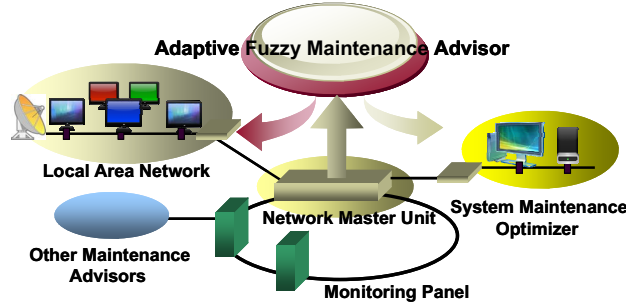 Adaptive Fuzzy Maintenance Advisor
Local Area Network
Network Master Unit
System Maintenance
Optimizer
Other Maintenance
Advisors
Monitoring Panel